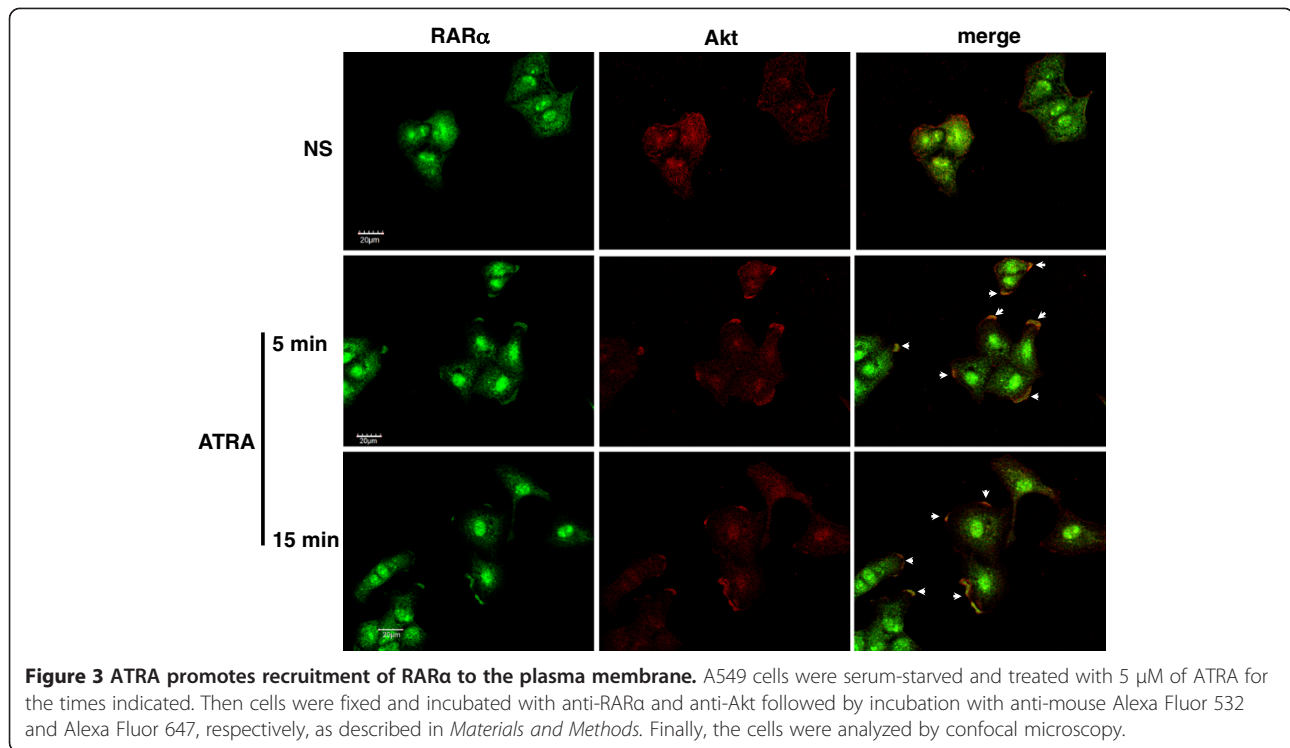 RARα Akt merge
NS
20µm
5 min
20µm
ATRA
15 min
20µm
Figure 3 ATRA promotes recruitment of RARα to the plasma membrane. A549 cells were serum-starved and treated with 5 μM of ATRA for
the times indicated. Then cells were fixed and incubated with anti-RARα and anti-Akt followed by incubation with anti-mouse Alexa Fluor 532
and Alexa Fluor 647, respectively, as described in Materials and Methods. Finally, the cells were analyzed by confocal microscopy.